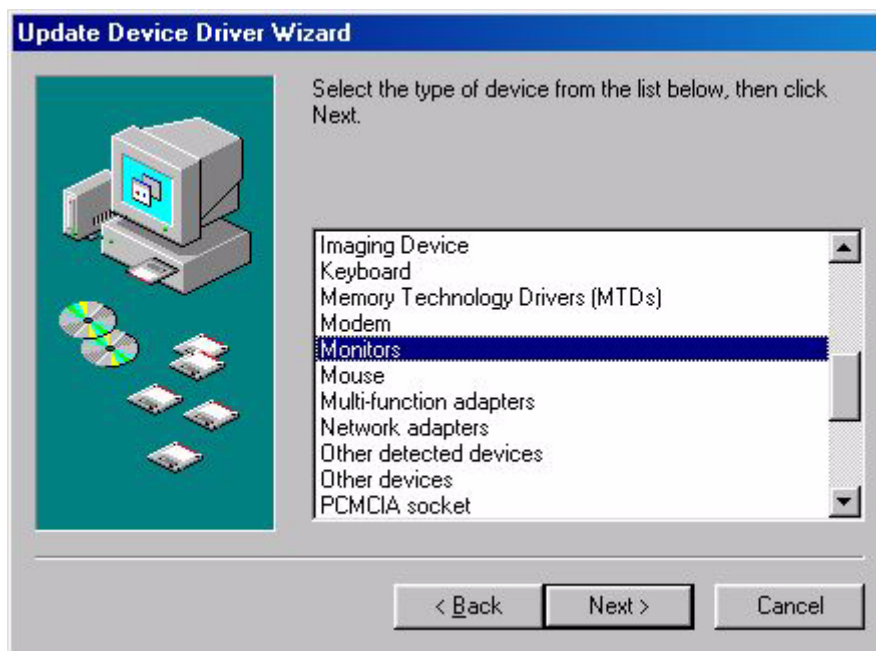 Update Device Driver Wizard
Select the type of device from the list below, then click
Next.
Imaging Device
Keyboard
Memory Technology Drivers (MTDs)
Modem
Monitors
Mouse
Multi-function adapters
Network adapters
Other detected devices
Other devices
PCMCIA socket
< Back
Next >
Cancel